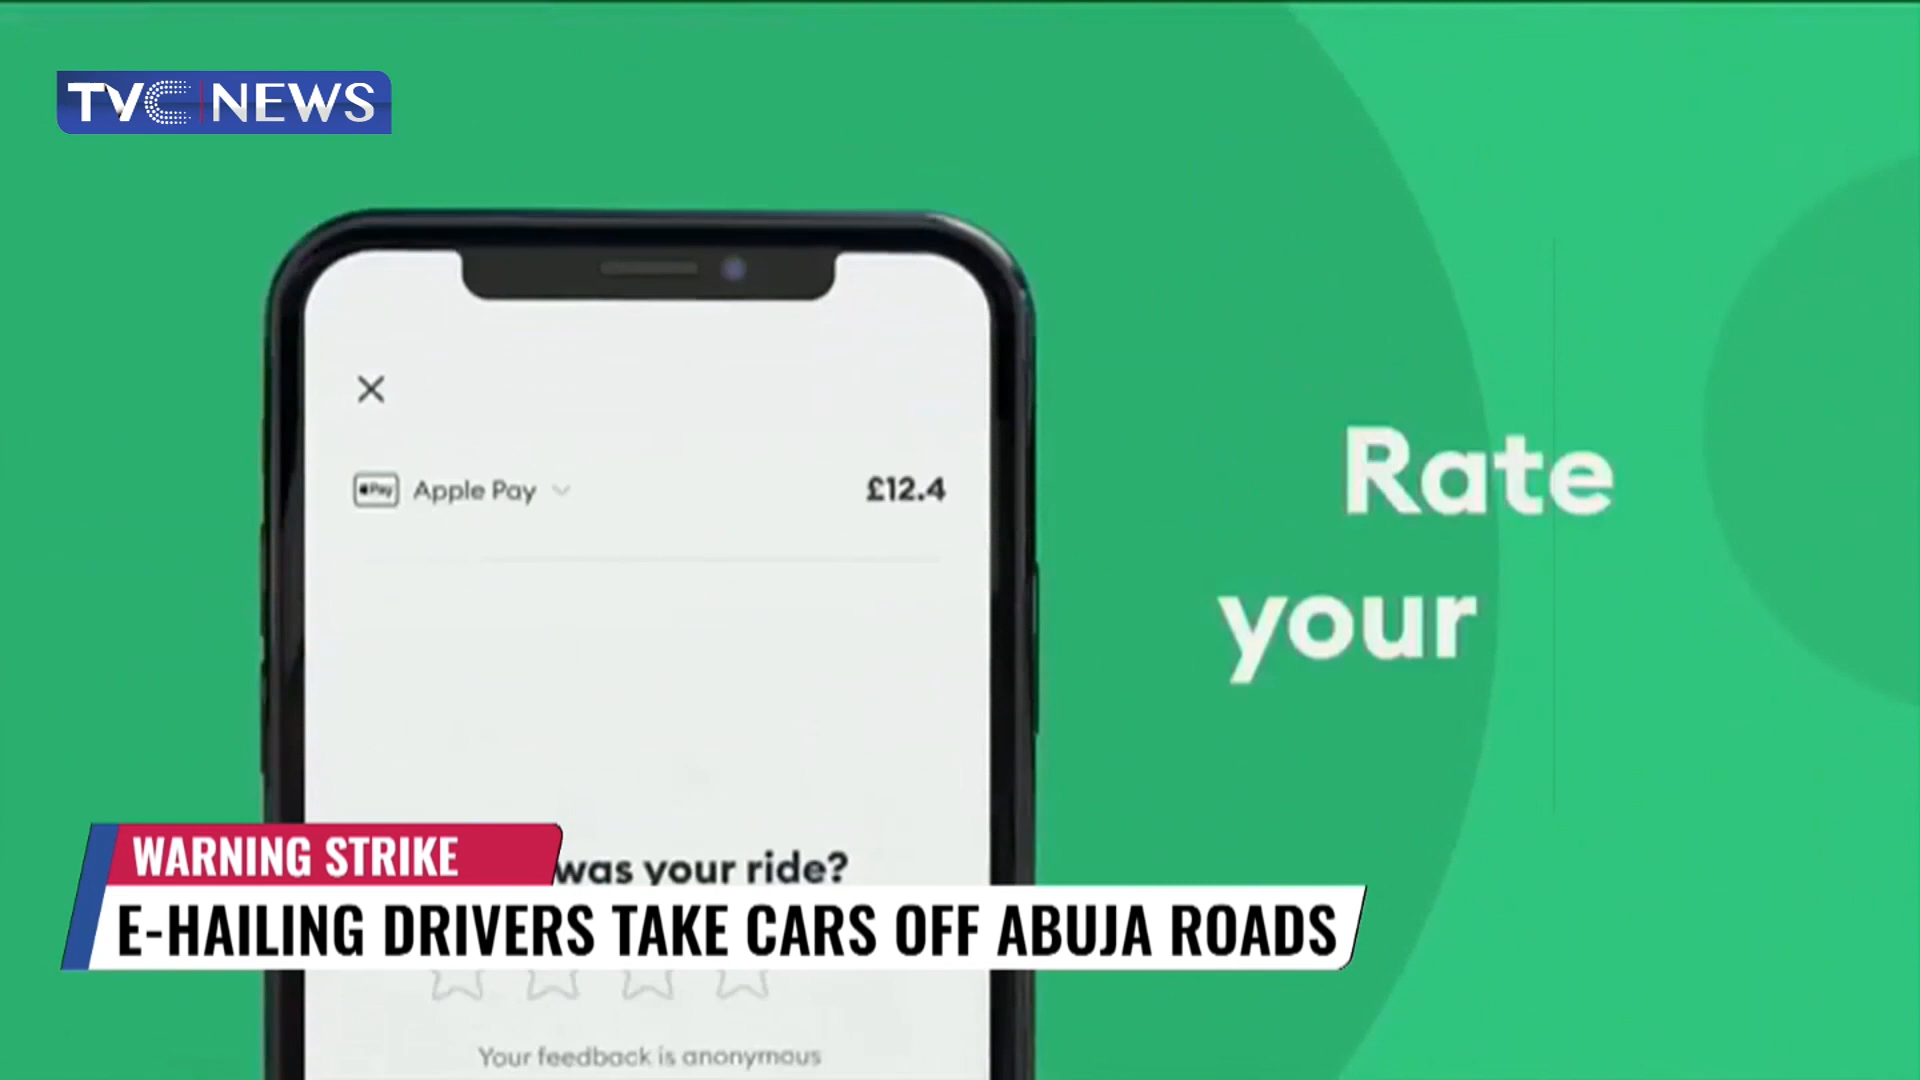 TVC NEWS
Rate
your
Pay Apple Pay £12.4
was your ride?
WARNING STRIKE
E-HAILING DRIVERS TAKE CARS OFF ABUJA ROADS
Your feedback is anonymous